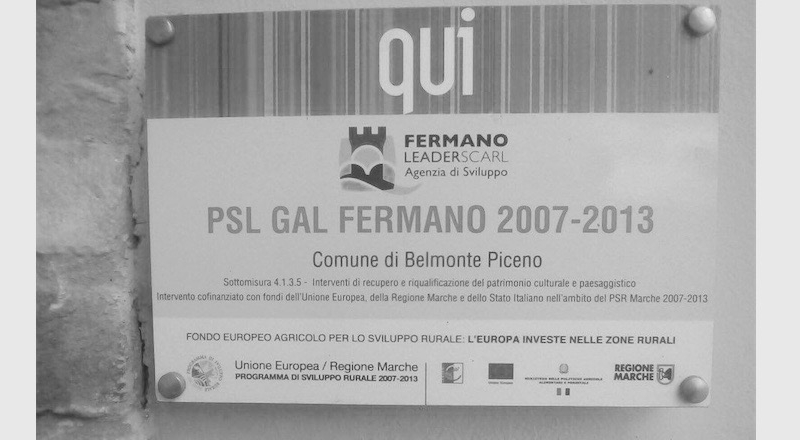 qui
FERMANO
LEADERSCARL
Agenzia di Sviluppo
PSL GAL FERMANO 2007-2013
Comune di Belmonte Piceno
Sottomisura 4.1.3.5 - Interventi di recupero e riqualificazione del patrimonio culturale e paesaggistico
Intervento cofinanziato con fondi dell'Unione Europea, della Regione Marche e dello Stato Italiano nell'ambito del PSR Marche 2007-2013
FONDO EUROPEO AGRICOLO PER LO SVILUPPO RURALE: L'EUROPA INVESTE NELLE ZONE RURALI
Unione Europea / Regione Marche
PROGRAMMA DI SVILUPPO RURALE 2007-2013
REGIONE
MARCHE